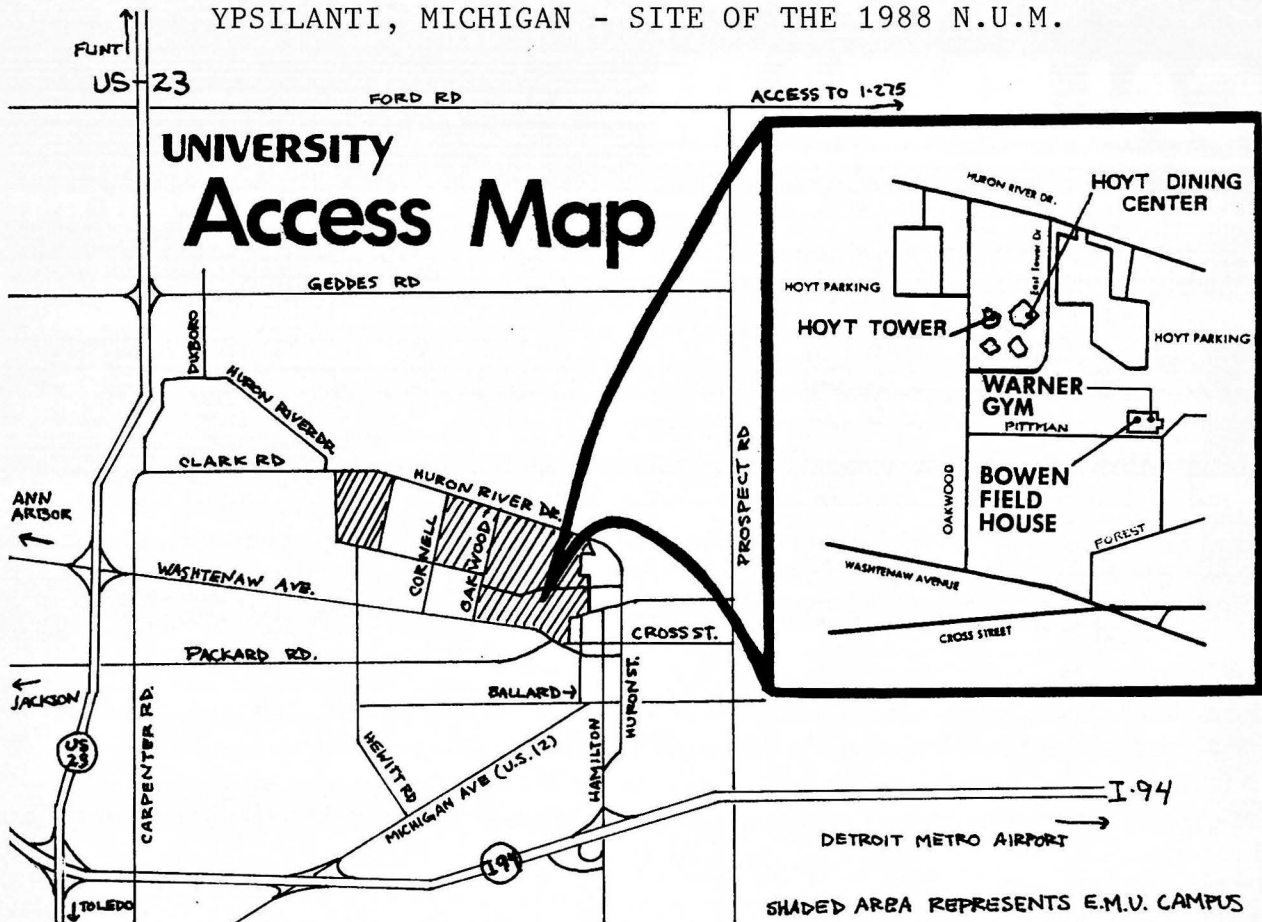 YPSILANTI, MICHIGAN - SITE OF THE 1988 N.U.M.
FLINT
US-23
FORD RD
ACCESS TO I-275
UNIVERSITY
Access Map
GEDDES RD
DIXBORO
HURON RIVER DR.
CLARK RD
HURON RIVER DR.
ANN
ARBOR
CORNELL
OAKWOOD
WASHTENAW AVE.
PROSPECT RD
CROSS ST.
PACKARD RD.
JACKSON
BALLARD
HURON ST.
CARPENTER RD.
US
23
HEWITT RD
MICHIGAN AVE (U.S. 12)
HAMILTON
I-94
I-94
DETROIT METRO AIRPORT
TOLEDO
SHADED AREA REPRESENTS E.M.U. CAMPUS
HURON RIVER DR.
HOYT DINING
CENTER
East Tower Dr
HOYT PARKING
HOYT TOWER
HOYT PARKING
WARNER
GYM
PITTMAN
OAKWOOD
BOWEN
FIELD
HOUSE
FOREST
WASHTENAW AVENUE
CROSS STREET